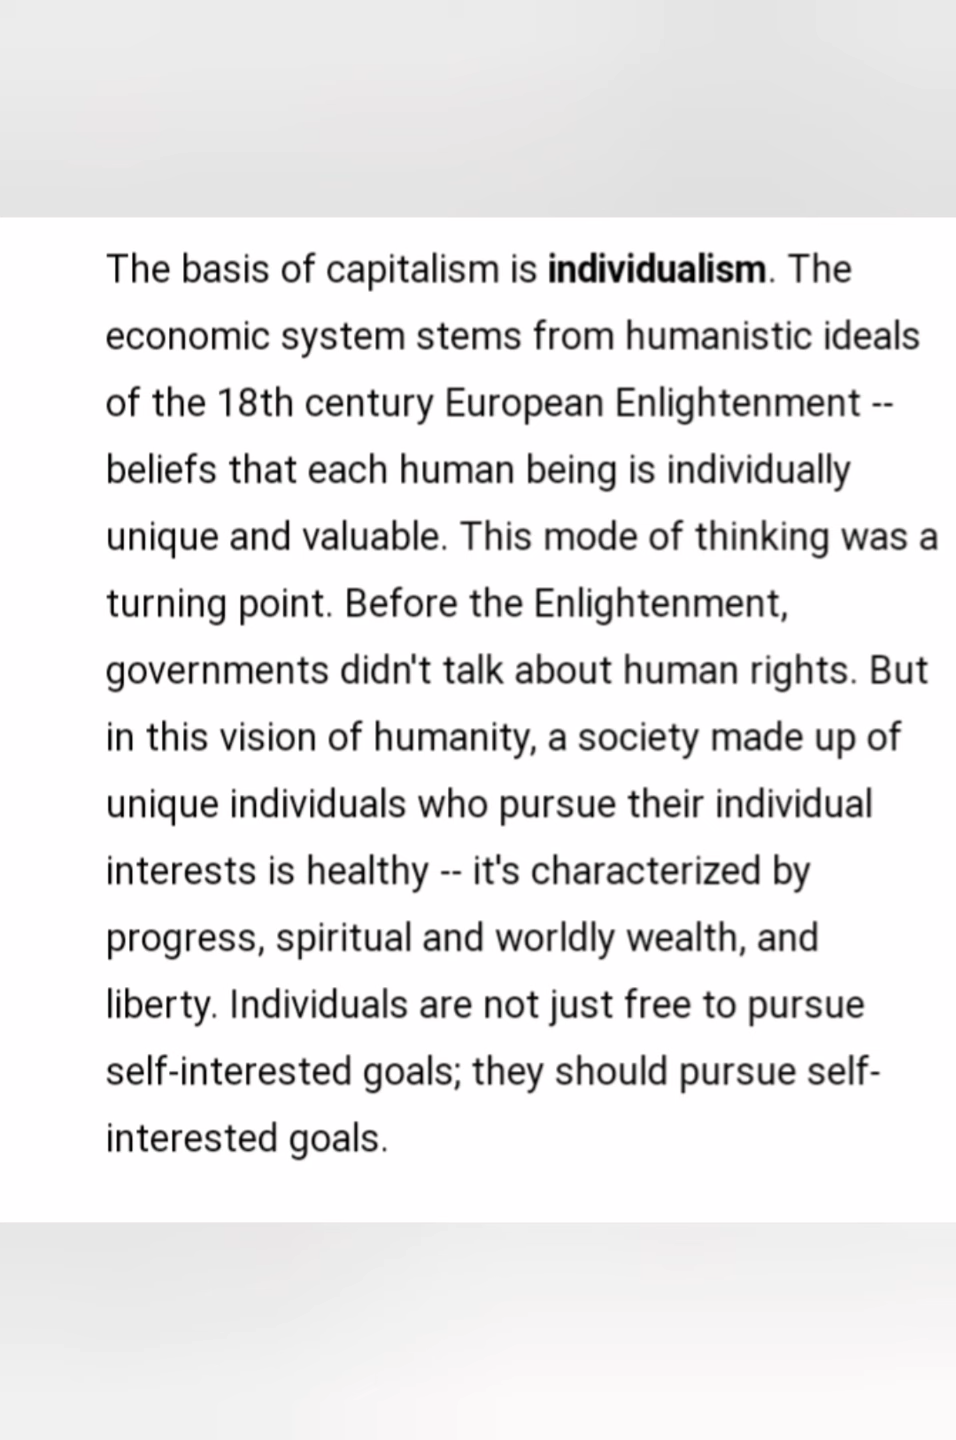 The basis of capitalism is individualism. The
economic system stems from humanistic ideals
of the 18th century European Enlightenment --
beliefs that each human being is individually
unique and valuable. This mode of thinking was a
turning point. Before the Enlightenment,
governments didn't talk about human rights. But
in this vision of humanity, a society made up of
unique individuals who pursue their individual
interests is healthy -- it's characterized by
progress, spiritual and worldly wealth, and
liberty. Individuals are not just free to pursue
self-interested goals; they should pursue self-
interested goals.